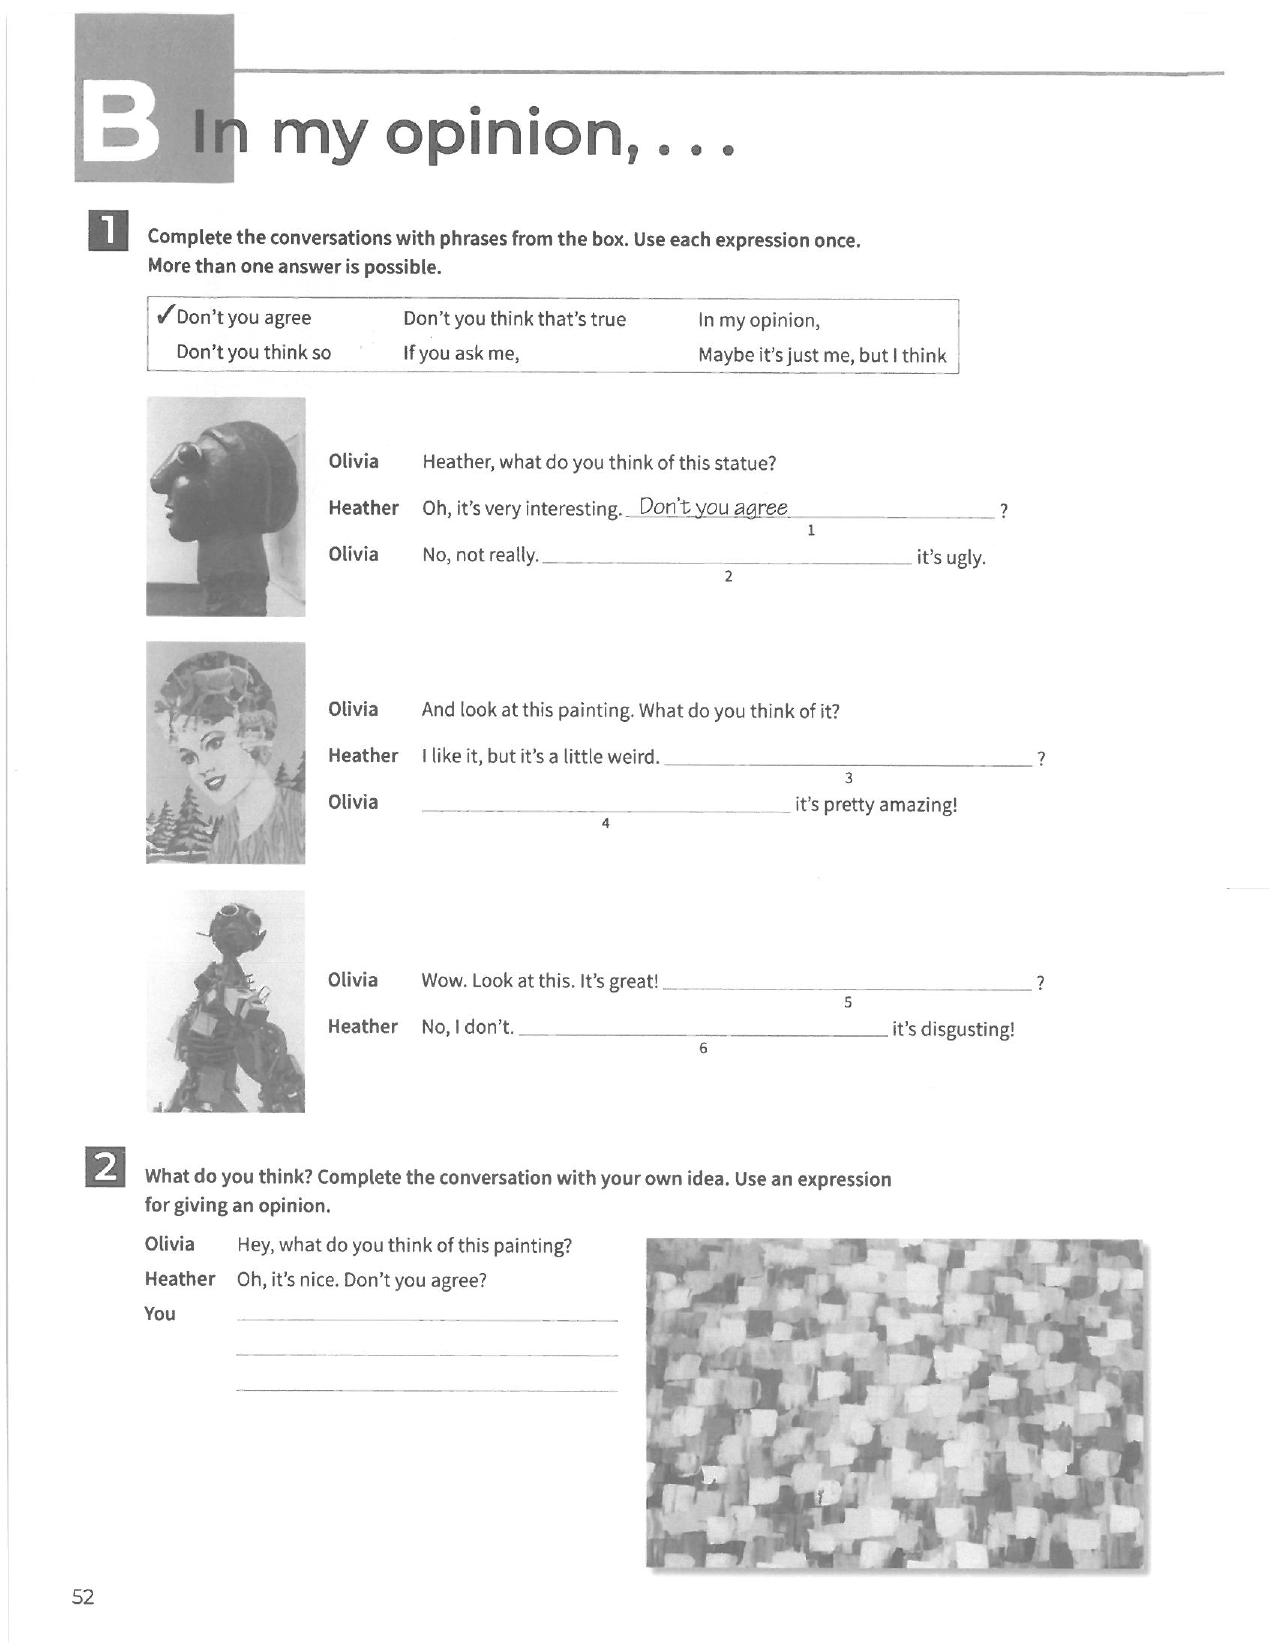 B In my opinion, . . .
1 Complete the conversations with phrases from the box. Use each expression once.
More than one answer is possible.
✓Don't you agree Don't you think that's true In my opinion,
Don't you think so If you ask me, Maybe it's just me, but I think
Olivia Heather, what do you think of this statue?
Heather Oh, it's very interesting. Don't you agree ?
1
Olivia No, not really. it's ugly.
2
Olivia And look at this painting. What do you think of it?
Heather I like it, but it's a little weird. ?
3
Olivia it's pretty amazing!
4
Olivia Wow. Look at this. It's great! ?
5
Heather No, I don't. it's disgusting!
6
2 What do you think? Complete the conversation with your own idea. Use an expression
for giving an opinion.
Olivia Hey, what do you think of this painting?
Heather Oh, it's nice. Don't you agree?
You
52